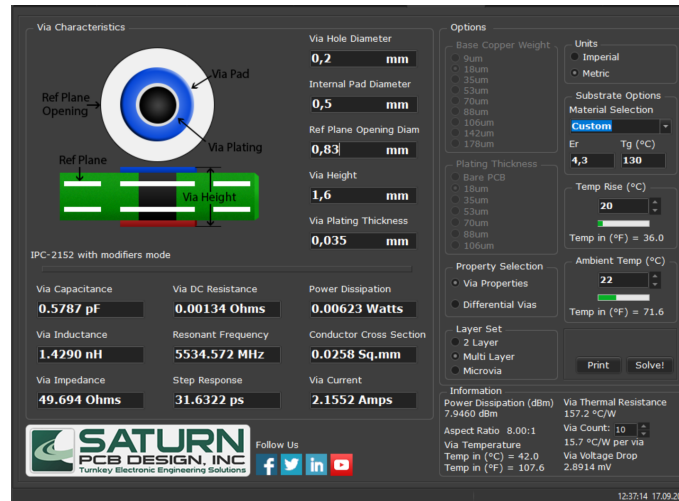 Via Characteristics
Via Pad
Ref Plane
Opening
Via Plating
Ref Plane
Via Height
IPC-2152 with modifiers mode
Via Hole Diameter
0,2 mm
Internal Pad Diameter
0,5 mm
Ref Plane Opening Diam
0,83 mm
Via Height
1,6 mm
Via Plating Thickness
0,035 mm
Via Capacitance
0.5787 pF
Via DC Resistance
0.00134 Ohms
Power Dissipation
0.00623 Watts
Via Inductance
1.4290 nH
Resonant Frequency
5534.572 MHz
Conductor Cross Section
0.0258 Sq.mm
Via Impedance
49.694 Ohms
Step Response
31.6322 ps
Via Current
2.1552 Amps
SATURN
PCB DESIGN, INC
Turnkey Electronic Engineering Solutions
Follow Us
Options
Base Copper Weight
9um
18um
35um
53um
70um
88um
106um
142um
178um
Plating Thickness
Bare PCB
18um
35um
53um
70um
88um
106um
Property Selection
Via Properties
Differential Vias
Layer Set
2 Layer
Multi Layer
Microvia
Units
Imperial
Metric
Substrate Options
Material Selection
Custom
Er Tg (°C)
4,3 130
Temp Rise (°C)
20
Temp in (°F) = 36.0
Ambient Temp (°C)
22
Temp in (°F) = 71.6
Print Solve!
Information
Power Dissipation (dBm)
7.9460 dBm
Aspect Ratio 8.00:1
Via Temperature
Temp in (°C) = 42.0
Temp in (°F) = 107.6
Via Thermal Resistance
157.2 °C/W
Via Count: 10
15.7 °C/W per via
Via Voltage Drop
2.8914 mV
12:37:14